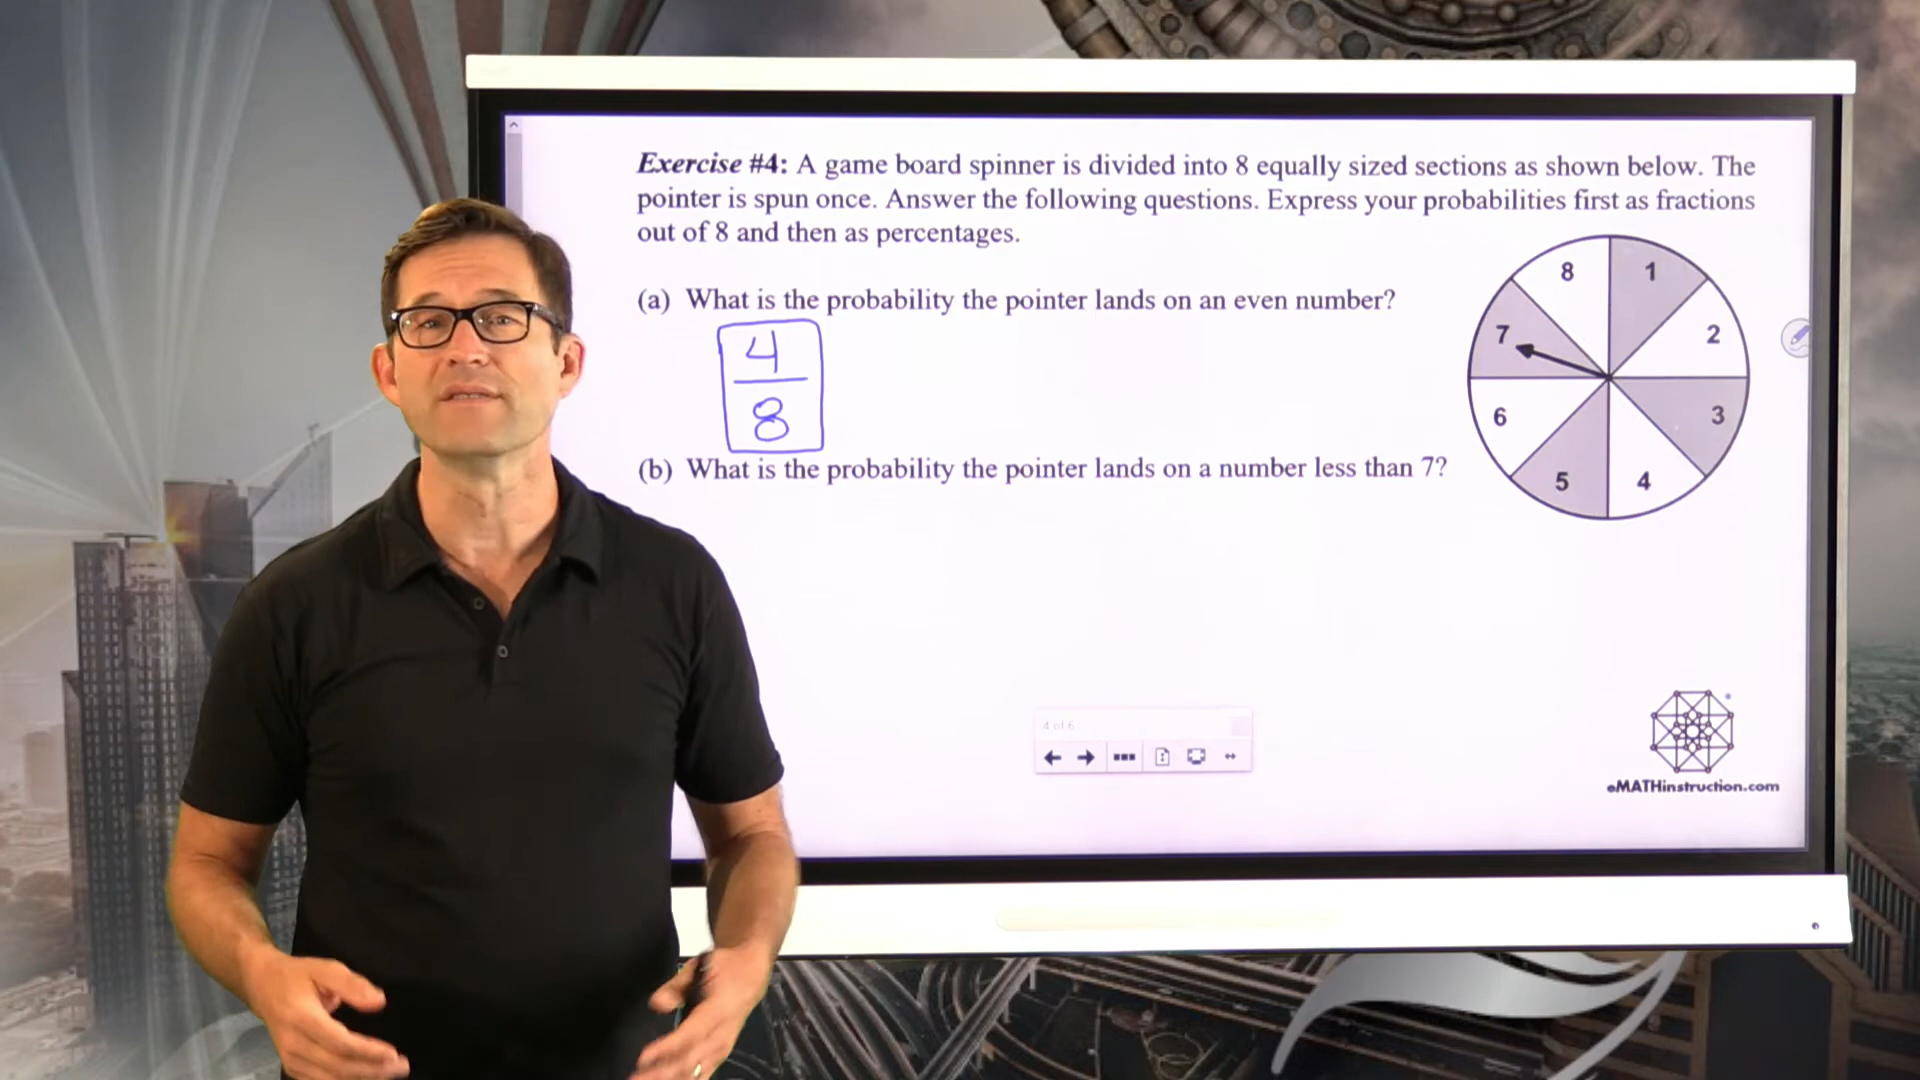 Exercise #4: A game board spinner is divided into 8 equally sized sections as shown below. The
pointer is spun once. Answer the following questions. Express your probabilities first as fractions
out of 8 and then as percentages.
(a) What is the probability the pointer lands on an even number?
4
8
(b) What is the probability the pointer lands on a number less than 7?
8
1
7
2
6
3
5
4
4 of 6
eMATHinstruction.com